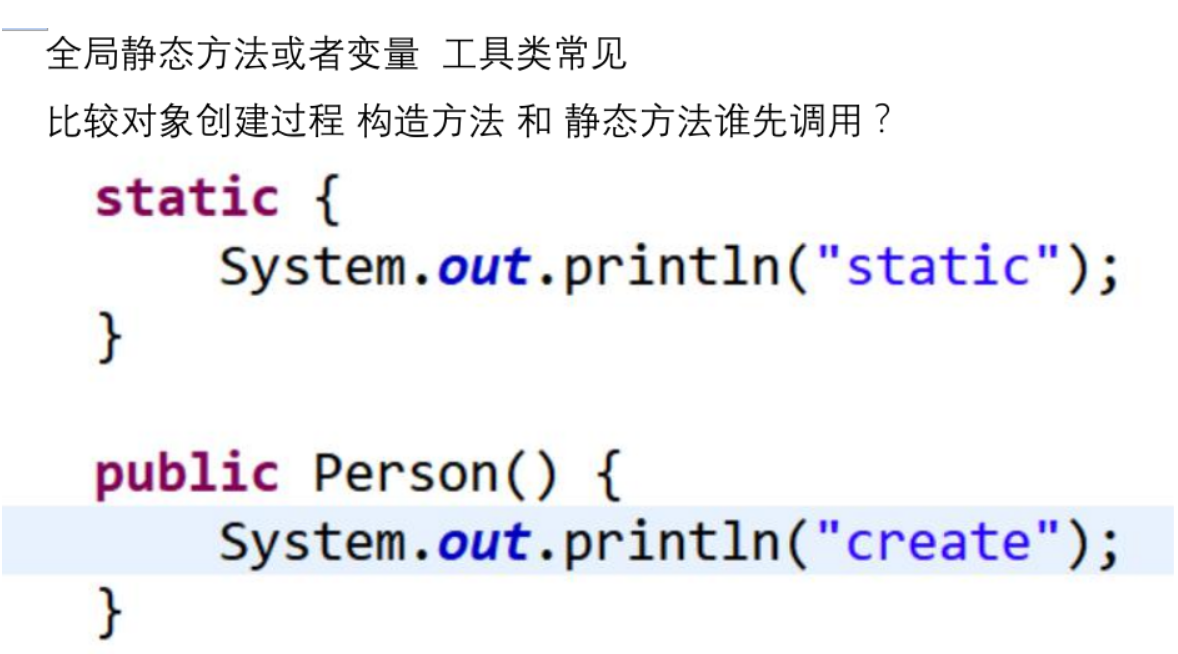 全局静态方法或者变量 工具类常见
比较对象创建过程 构造方法 和 静态方法谁先调用？
static {
System.out.println("static");
}
public Person() {
System.out.println("create");
}